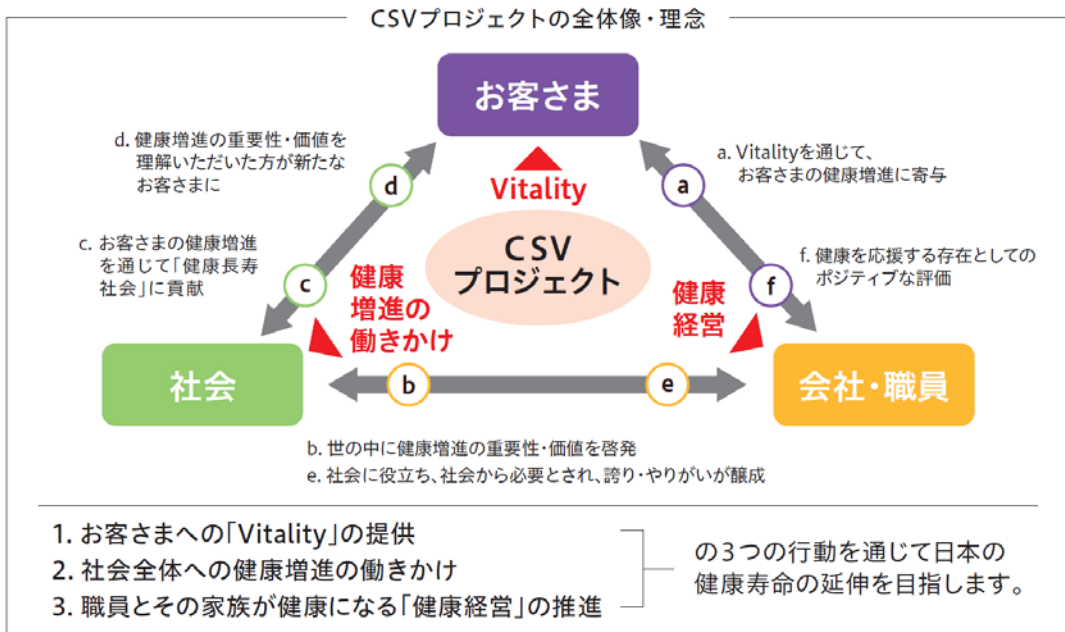 CSVプロジェクトの全体像・理念
お客さま
d. 健康増進の重要性・価値を
理解いただいた方が新たな
お客さまに
a. Vitalityを通じて、
お客さまの健康増進に寄与
d
a
Vitality
CSV
プロジェクト
c. お客さまの健康増進
を通じて「健康長寿
社会」に貢献
f. 健康を応援する存在としての
ポジティブな評価
c
f
健康
増進の
働きかけ
健康
経営
社会
b
e
会社・職員
b. 世の中に健康増進の重要性・価値を啓発
e. 社会に役立ち、社会から必要とされ、誇り・やりがいが醸成
1. お客さまへの「Vitality」の提供
2. 社会全体への健康増進の働きかけ
3. 職員とその家族が健康になる「健康経営」の推進
の3つの行動を通じて日本の
健康寿命の延伸を目指します。